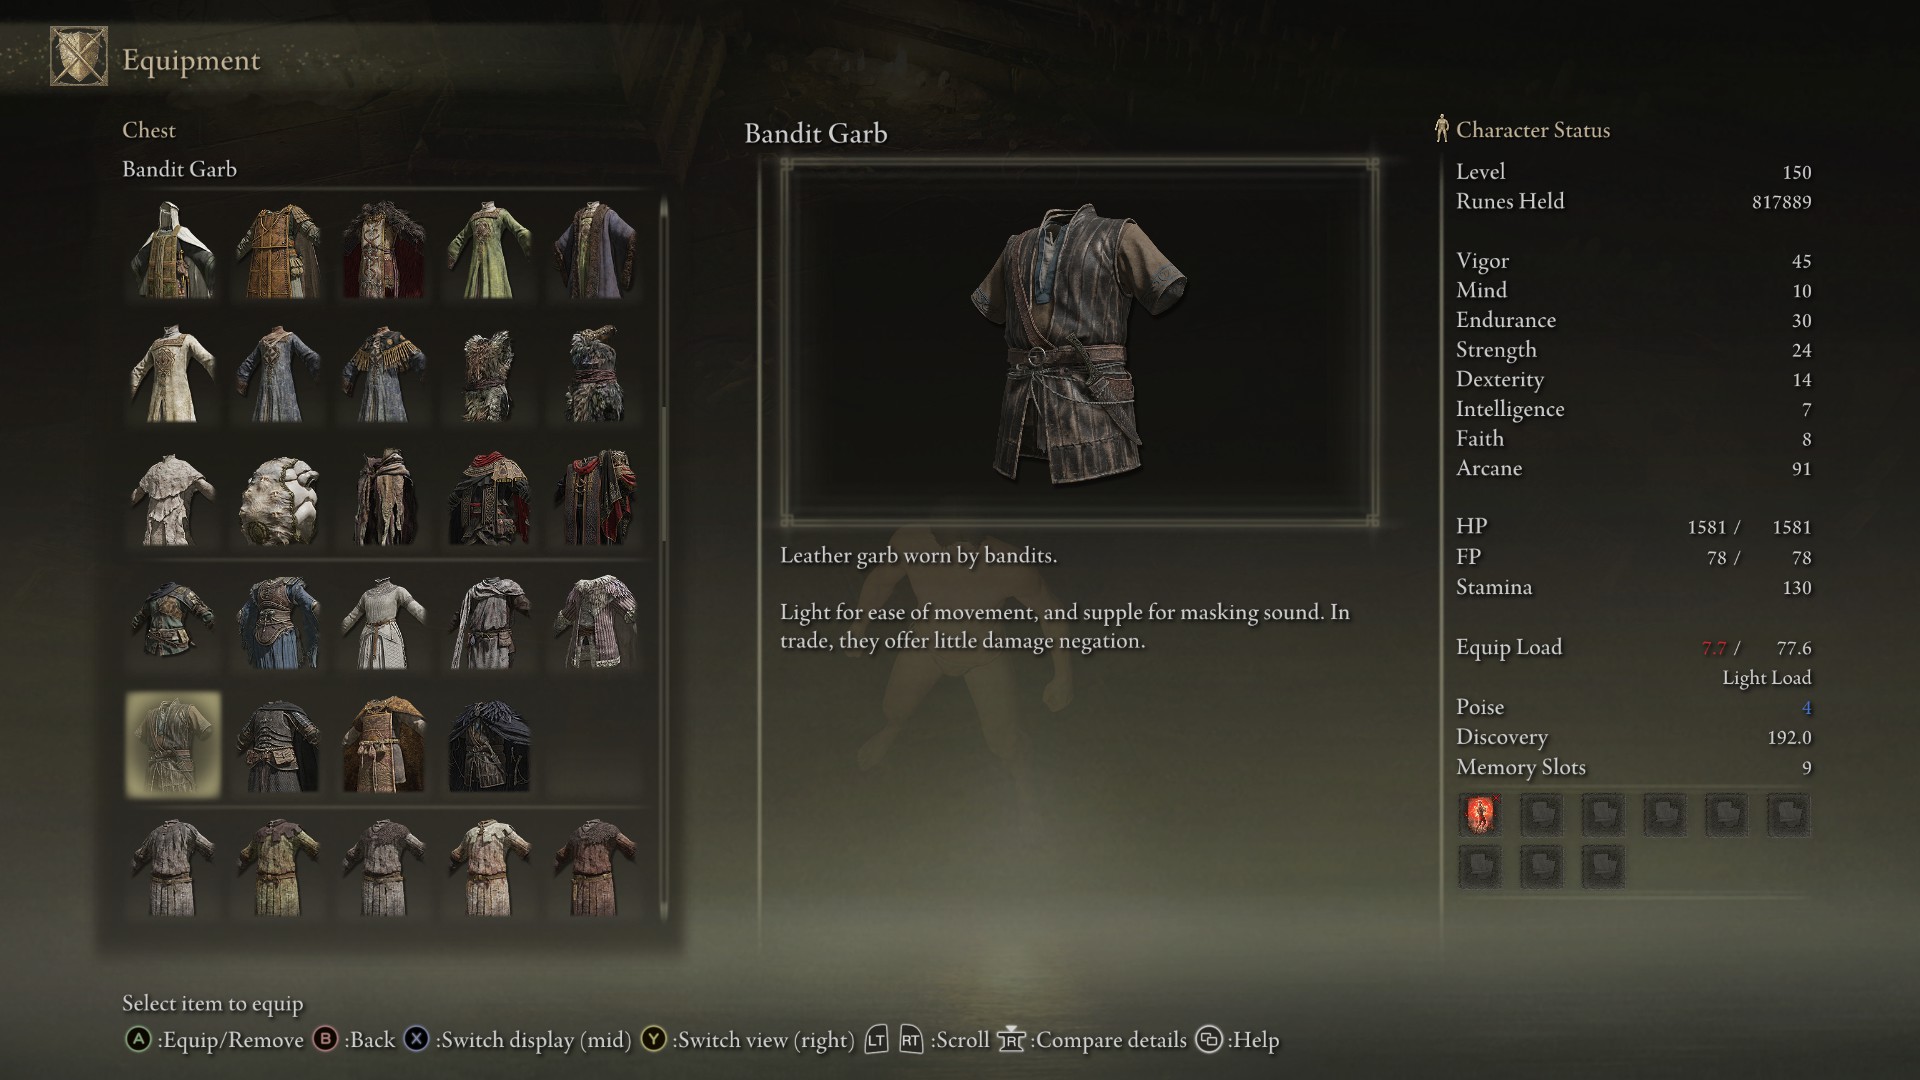 Equipment
Chest
Bandit Garb
Bandit Garb
Leather garb worn by bandits.
Light for ease of movement, and supple for masking sound. In
trade, they offer little damage negation.
Character Status
Level 150
Runes Held 817889
Vigor 45
Mind 10
Endurance 30
Strength 24
Dexterity 14
Intelligence 7
Faith 8
Arcane 91
HP 1581 / 1581
FP 78 / 78
Stamina 130
Equip Load 7.7 / 77.6
Light Load
Poise 4
Discovery 192.0
Memory Slots 9
Select item to equip
A :Equip/Remove B :Back X :Switch display (mid) Y :Switch view (right) LT RT :Scroll R :Compare details :Help